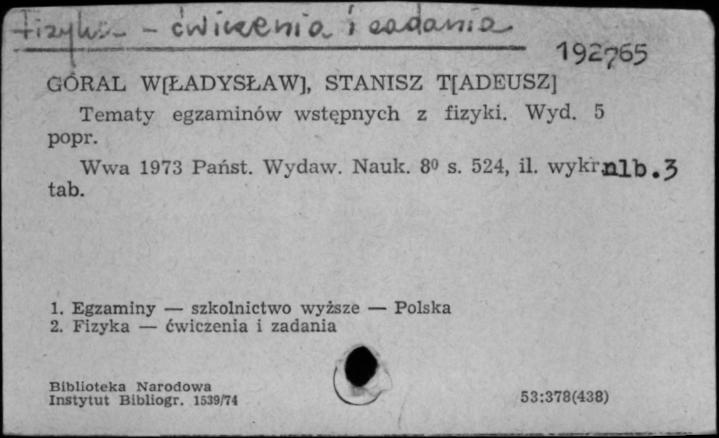 Fizyka - ćwiczenia i zadania
192765
GÓRAL W[ŁADYSŁAW], STANISZ T[ADEUSZ]
Tematy egzaminów wstępnych z fizyki. Wyd. 5
popr.
Wwa 1973 Państ. Wydaw. Nauk. 8⁰ s. 524, il. wykr. nlb. 3
tab.
1. Egzaminy — szkolnictwo wyższe — Polska
2. Fizyka — ćwiczenia i zadania
Biblioteka Narodowa
Instytut Bibliogr. 1539/74
53:378(438)